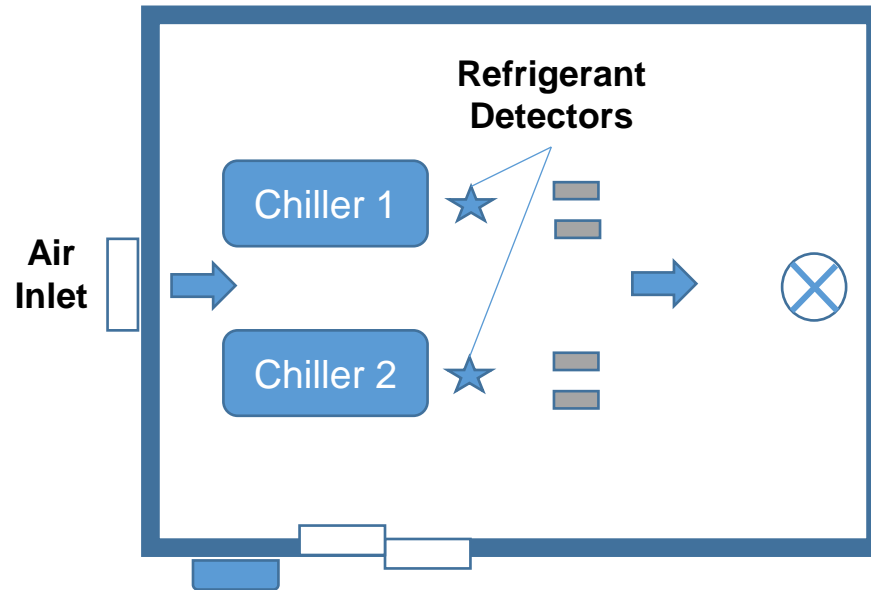 Refrigerant
Detectors
Chiller 1
Air
Inlet
Chiller 2